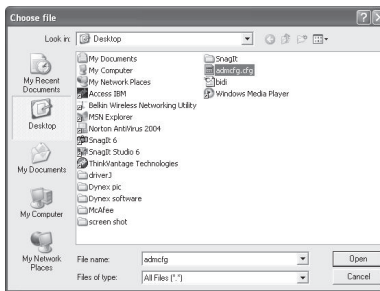 Choose file
Look in:
Desktop
My Recent
Documents
Desktop
My Documents
My Computer
My Network
Places
My Documents
My Computer
My Network Places
Access IBM
Belkin Wireless Networking Utility
MSN Explorer
Norton AntiVirus 2004
SnagIt 6
SnagIt Studio 6
ThinkVantage Technologies
driverJ
Dynex pic
Dynex software
McAfee
screen shot
SnagIt
admcfg.cfg
bidi
Windows Media Player
File name:
admcfg
Open
Files of type:
All Files (*.*)
Cancel